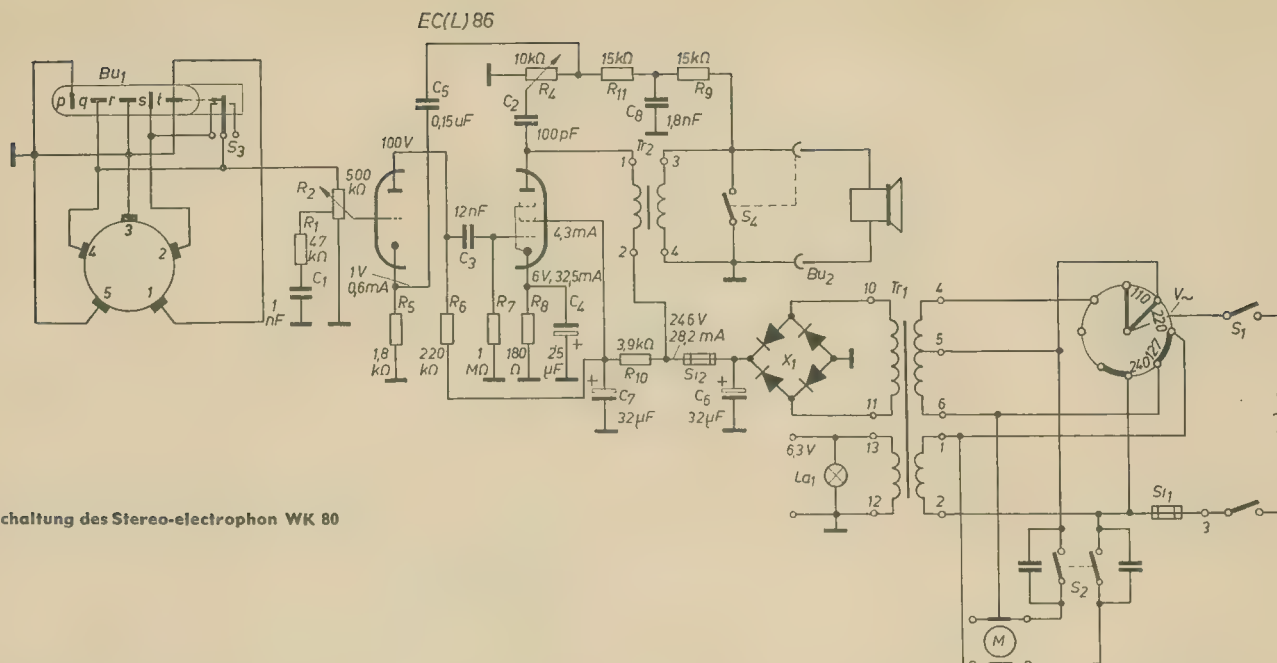 EC(L)86
Bu1
p q r s t
S3
4 3 2
5 1
R2
500 kΩ
R1
47 kΩ
C1
1 nF
100V
C5
0,15uF
1V
0,6mA
R5
1,8 kΩ
R6
220 kΩ
12nF
C3
R7
1 MΩ
R8
180 Ω
6V, 32,5mA
C4
25 µF
+
4,3mA
10kΩ
R4
C2
100pF
15kΩ
R11
C8
1,8nF
15kΩ
R9
Tr2
1 3
2 4
S4
Bu2
3,9kΩ
R10
+
C7
32µF
246V
28,2 mA
Si2
+
C6
32µF
X1
10
11
Tr1
4
5
6
13
12
1
2
6,3V
La1
110
220
127
240
V~
S1
Si1
3
S2
M
chaltung des Stereo-electrophon WK 80